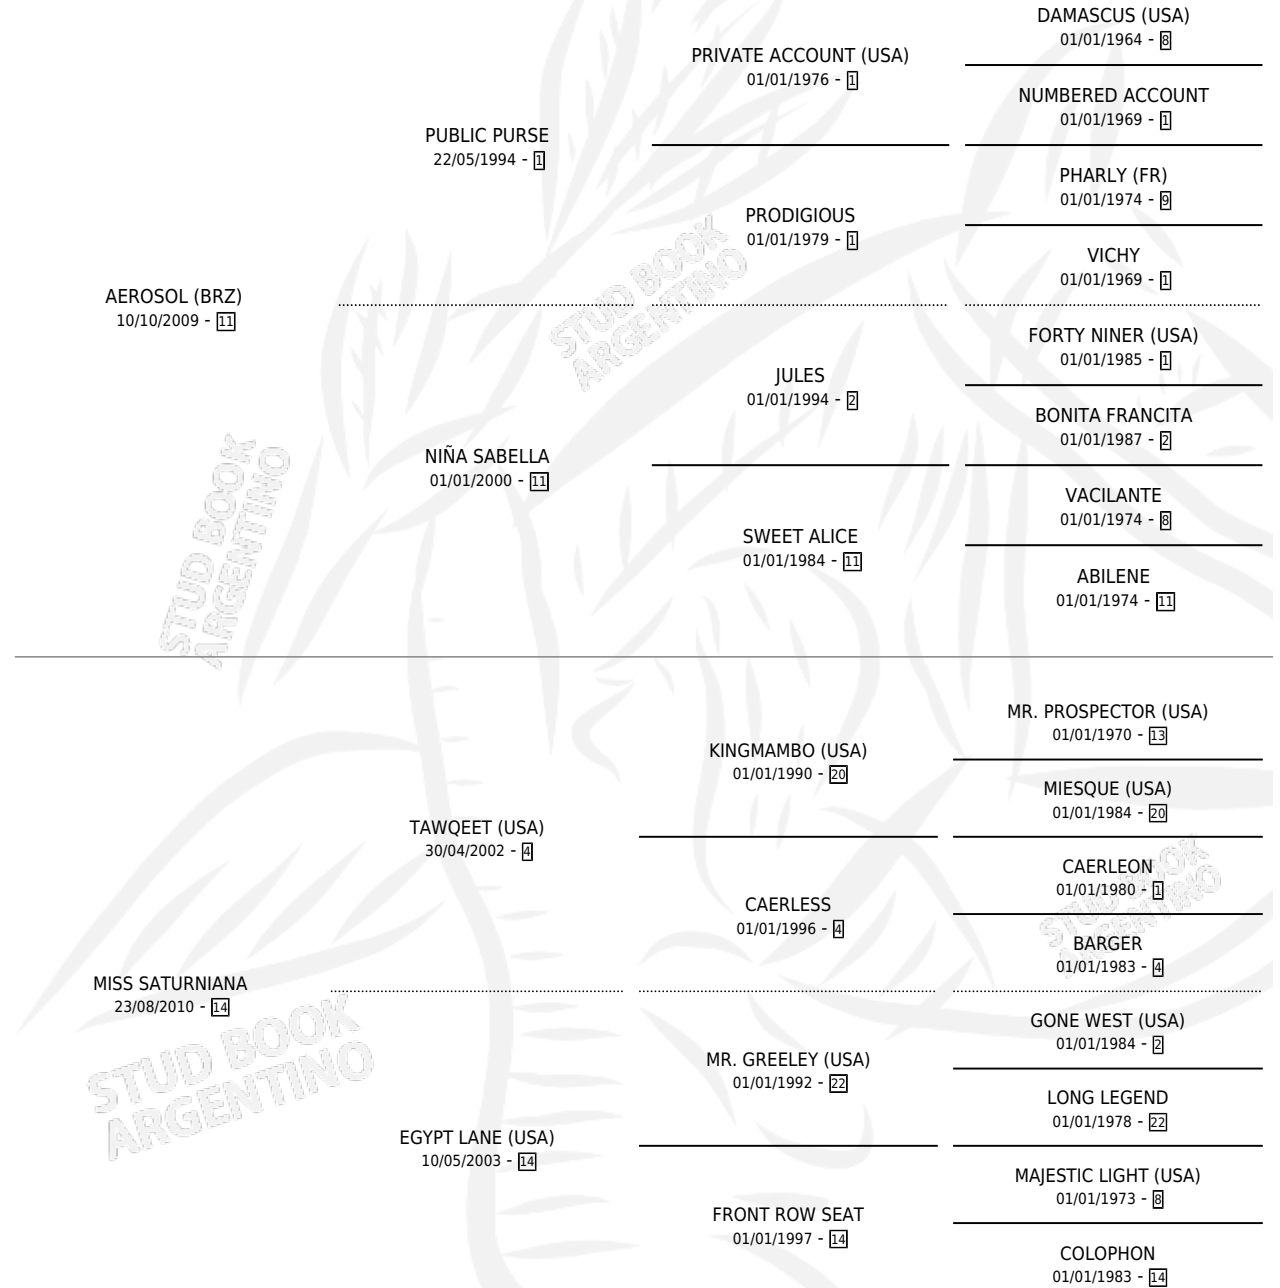 DAMASCUS (USA)
01/01/1964 - 8
PRIVATE ACCOUNT (USA)
01/01/1976 - 1
NUMBERED ACCOUNT
01/01/1969 - 1
PUBLIC PURSE
22/05/1994 - 1
PHARLY (FR)
01/01/1974 - 9
PRODIGIOUS
01/01/1979 - 1
VICHY
01/01/1969 - 1
AEROSOL (BRZ)
10/10/2009 - 11
FORTY NINER (USA)
01/01/1985 - 1
JULES
01/01/1994 - 2
BONITA FRANCITA
01/01/1987 - 2
NIÑA SABELLA
01/01/2000 - 11
VACILANTE
01/01/1974 - 8
SWEET ALICE
01/01/1984 - 11
ABILENE
01/01/1974 - 11
STUD BOOK
ARGENTINO
STUD BOOK
ARGENTINO
MR. PROSPECTOR (USA)
01/01/1970 - 13
KINGMAMBO (USA)
01/01/1990 - 20
MIESQUE (USA)
01/01/1984 - 20
TAWQEET (USA)
30/04/2002 - 4
CAERLEON
01/01/1980 - 1
CAERLESS
01/01/1996 - 4
BARGER
01/01/1983 - 4
STUD BOOK
ARGENTINO
MISS SATURNIANA
23/08/2010 - 14
GONE WEST (USA)
01/01/1984 - 2
MR. GREELEY (USA)
01/01/1992 - 22
LONG LEGEND
01/01/1978 - 22
STUD BOOK
ARGENTINO
EGYPT LANE (USA)
10/05/2003 - 14
MAJESTIC LIGHT (USA)
01/01/1973 - 8
FRONT ROW SEAT
01/01/1997 - 14
COLOPHON
01/01/1983 - 14